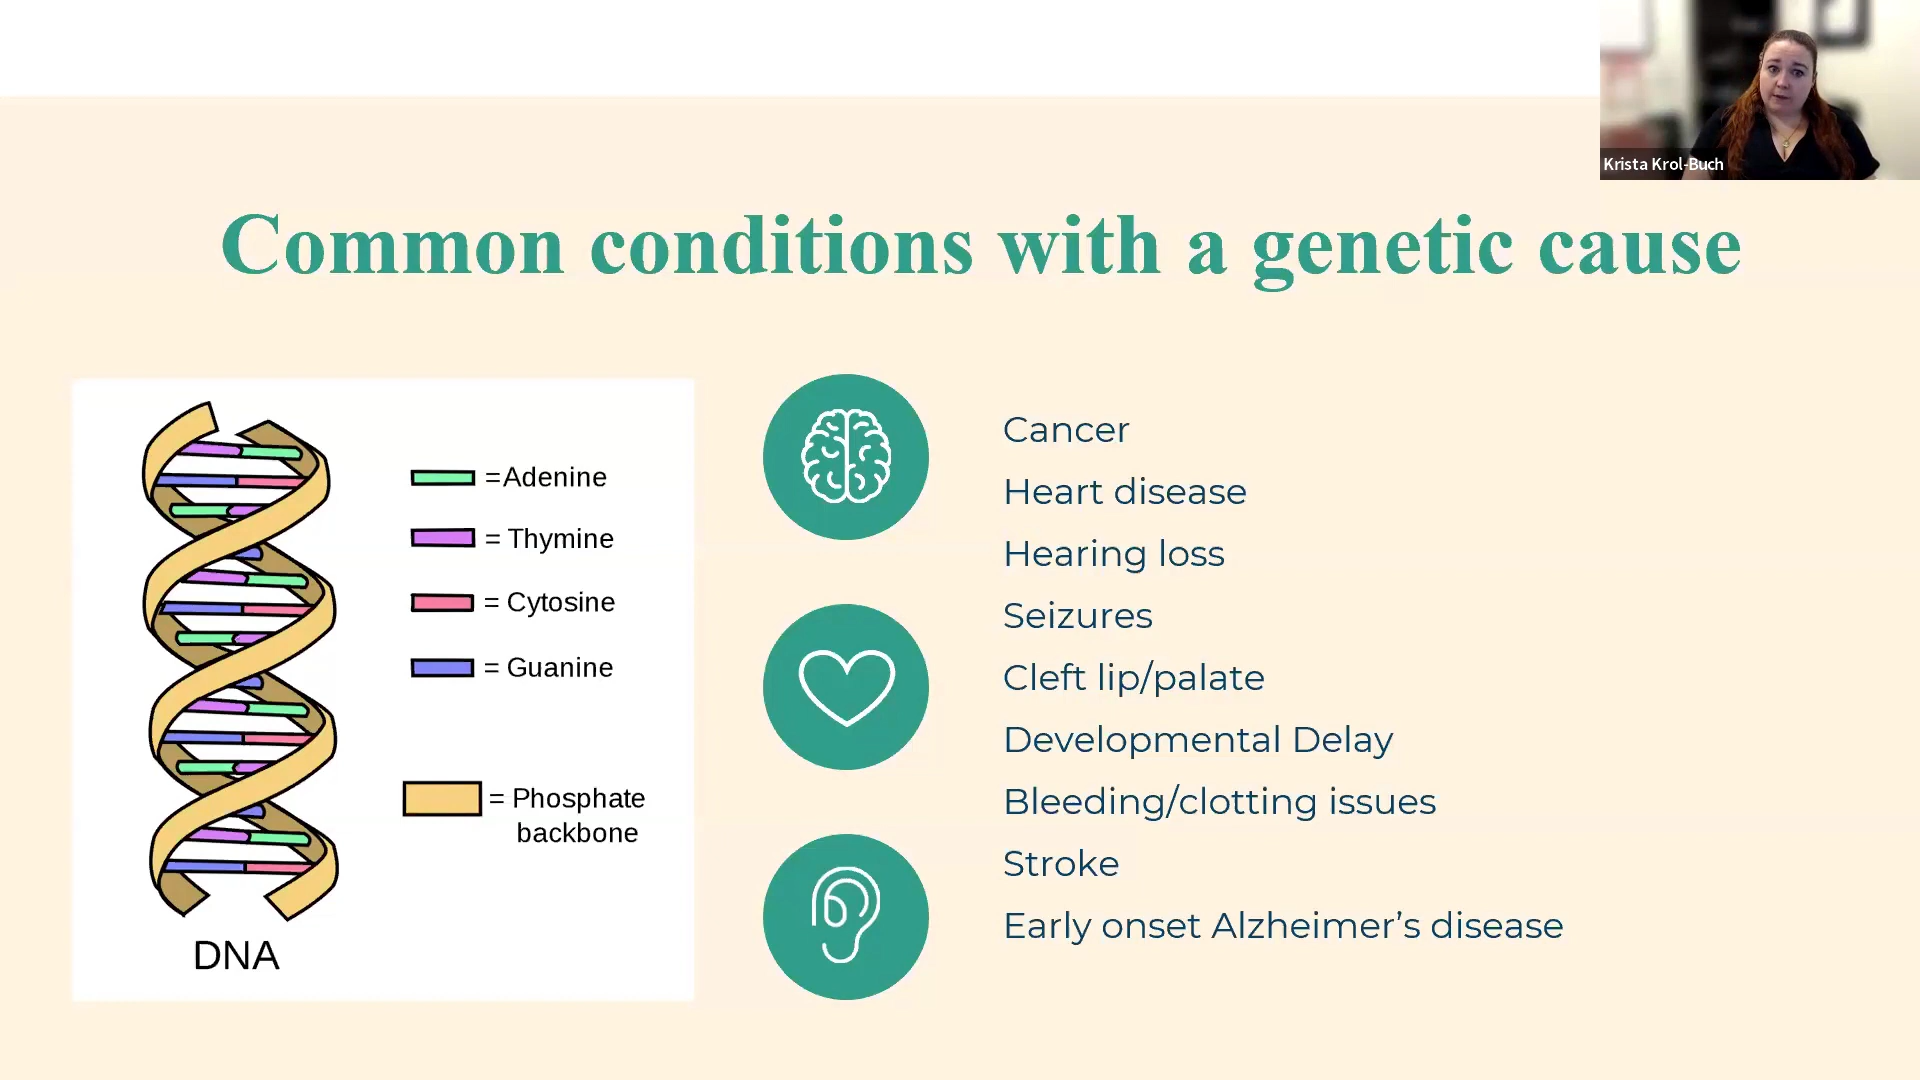 Krista Krol-Buch
Common conditions with a genetic cause
=Adenine
= Thymine
= Cytosine
= Guanine
= Phosphate
backbone
DNA
Cancer
Heart disease
Hearing loss
Seizures
Cleft lip/palate
Developmental Delay
Bleeding/clotting issues
Stroke
Early onset Alzheimer’s disease